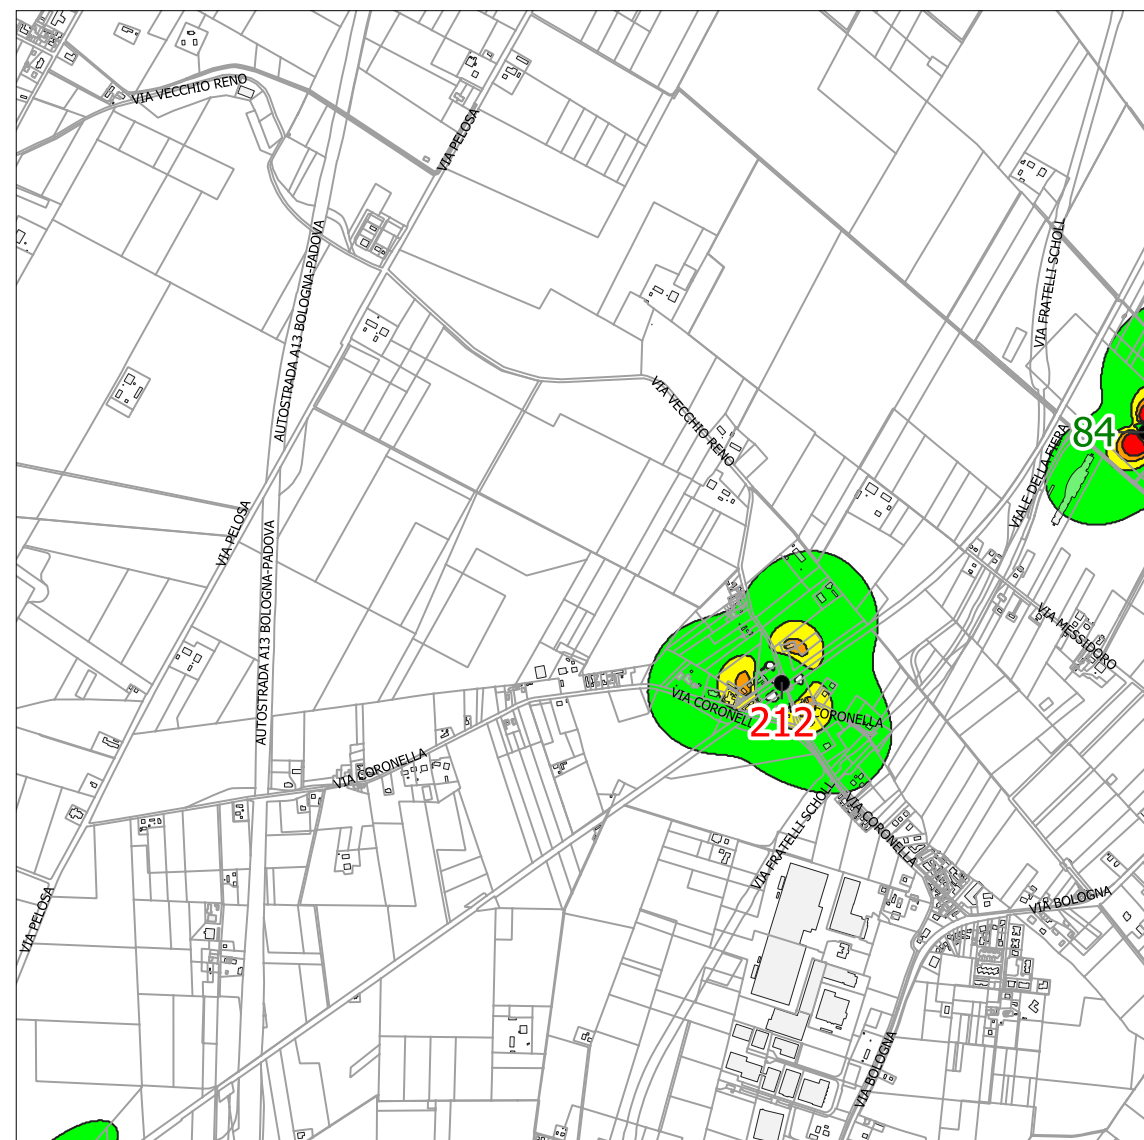 VIA VECCHIO RENO
VIA PELOSA
AUTOSTRADA A13 BOLOGNA-PADOVA
VIA FRATELLI SCHOLL
VIA VECCHIO RENO
84
VIALE DELLA FIERA
VIA PELOSA
AUTOSTRADA A13 BOLOGNA-PADOVA
VIA MESSIDORO
VIA CORONELL
212
CORONELLA
VIA CORONELLA
VIA FRATELLI SCHOLL
VIA CORONELLA
VIA PELOSA
VIA BOLOGNA
VIA BOLOGNA